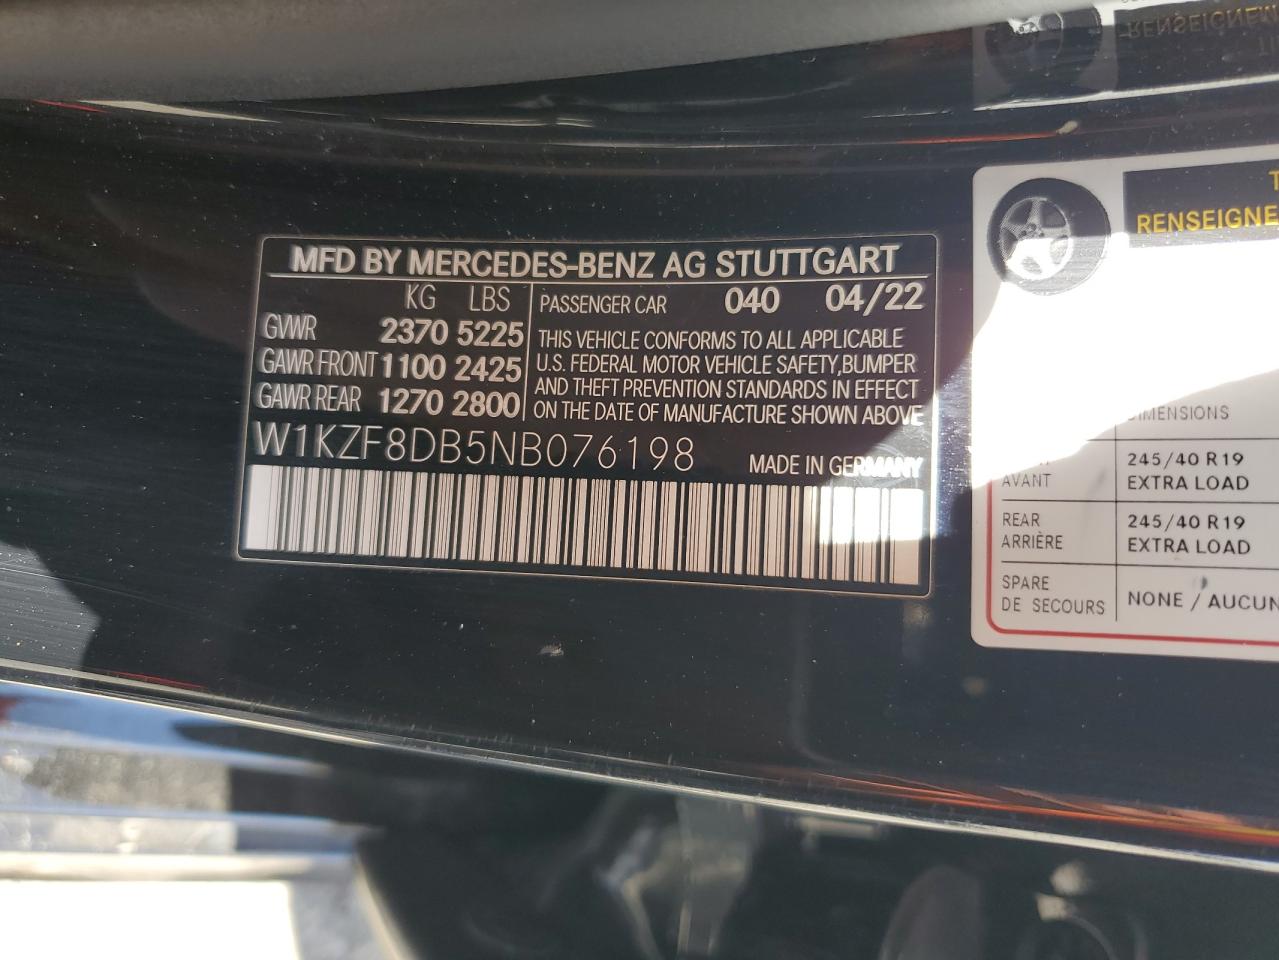 MFD BY MERCEDES-BENZ AG STUTTGART
KG LBS
GVWR 2370 5225
GAWR FRONT 1100 2425
GAWR REAR 1270 2800
PASSENGER CAR 040 04/22
THIS VEHICLE CONFORMS TO ALL APPLICABLE
U.S. FEDERAL MOTOR VEHICLE SAFETY,BUMPER
AND THEFT PREVENTION STANDARDS IN EFFECT
ON THE DATE OF MANUFACTURE SHOWN ABOVE
W1KZF8DB5NB076198
MADE IN GERMANY
T
RENSEIGNE
DIMENSIONS
AVANT
245/40 R19
EXTRA LOAD
REAR
ARRIÈRE
245/40 R19
EXTRA LOAD
SPARE
DE SECOURS
NONE / AUCUN